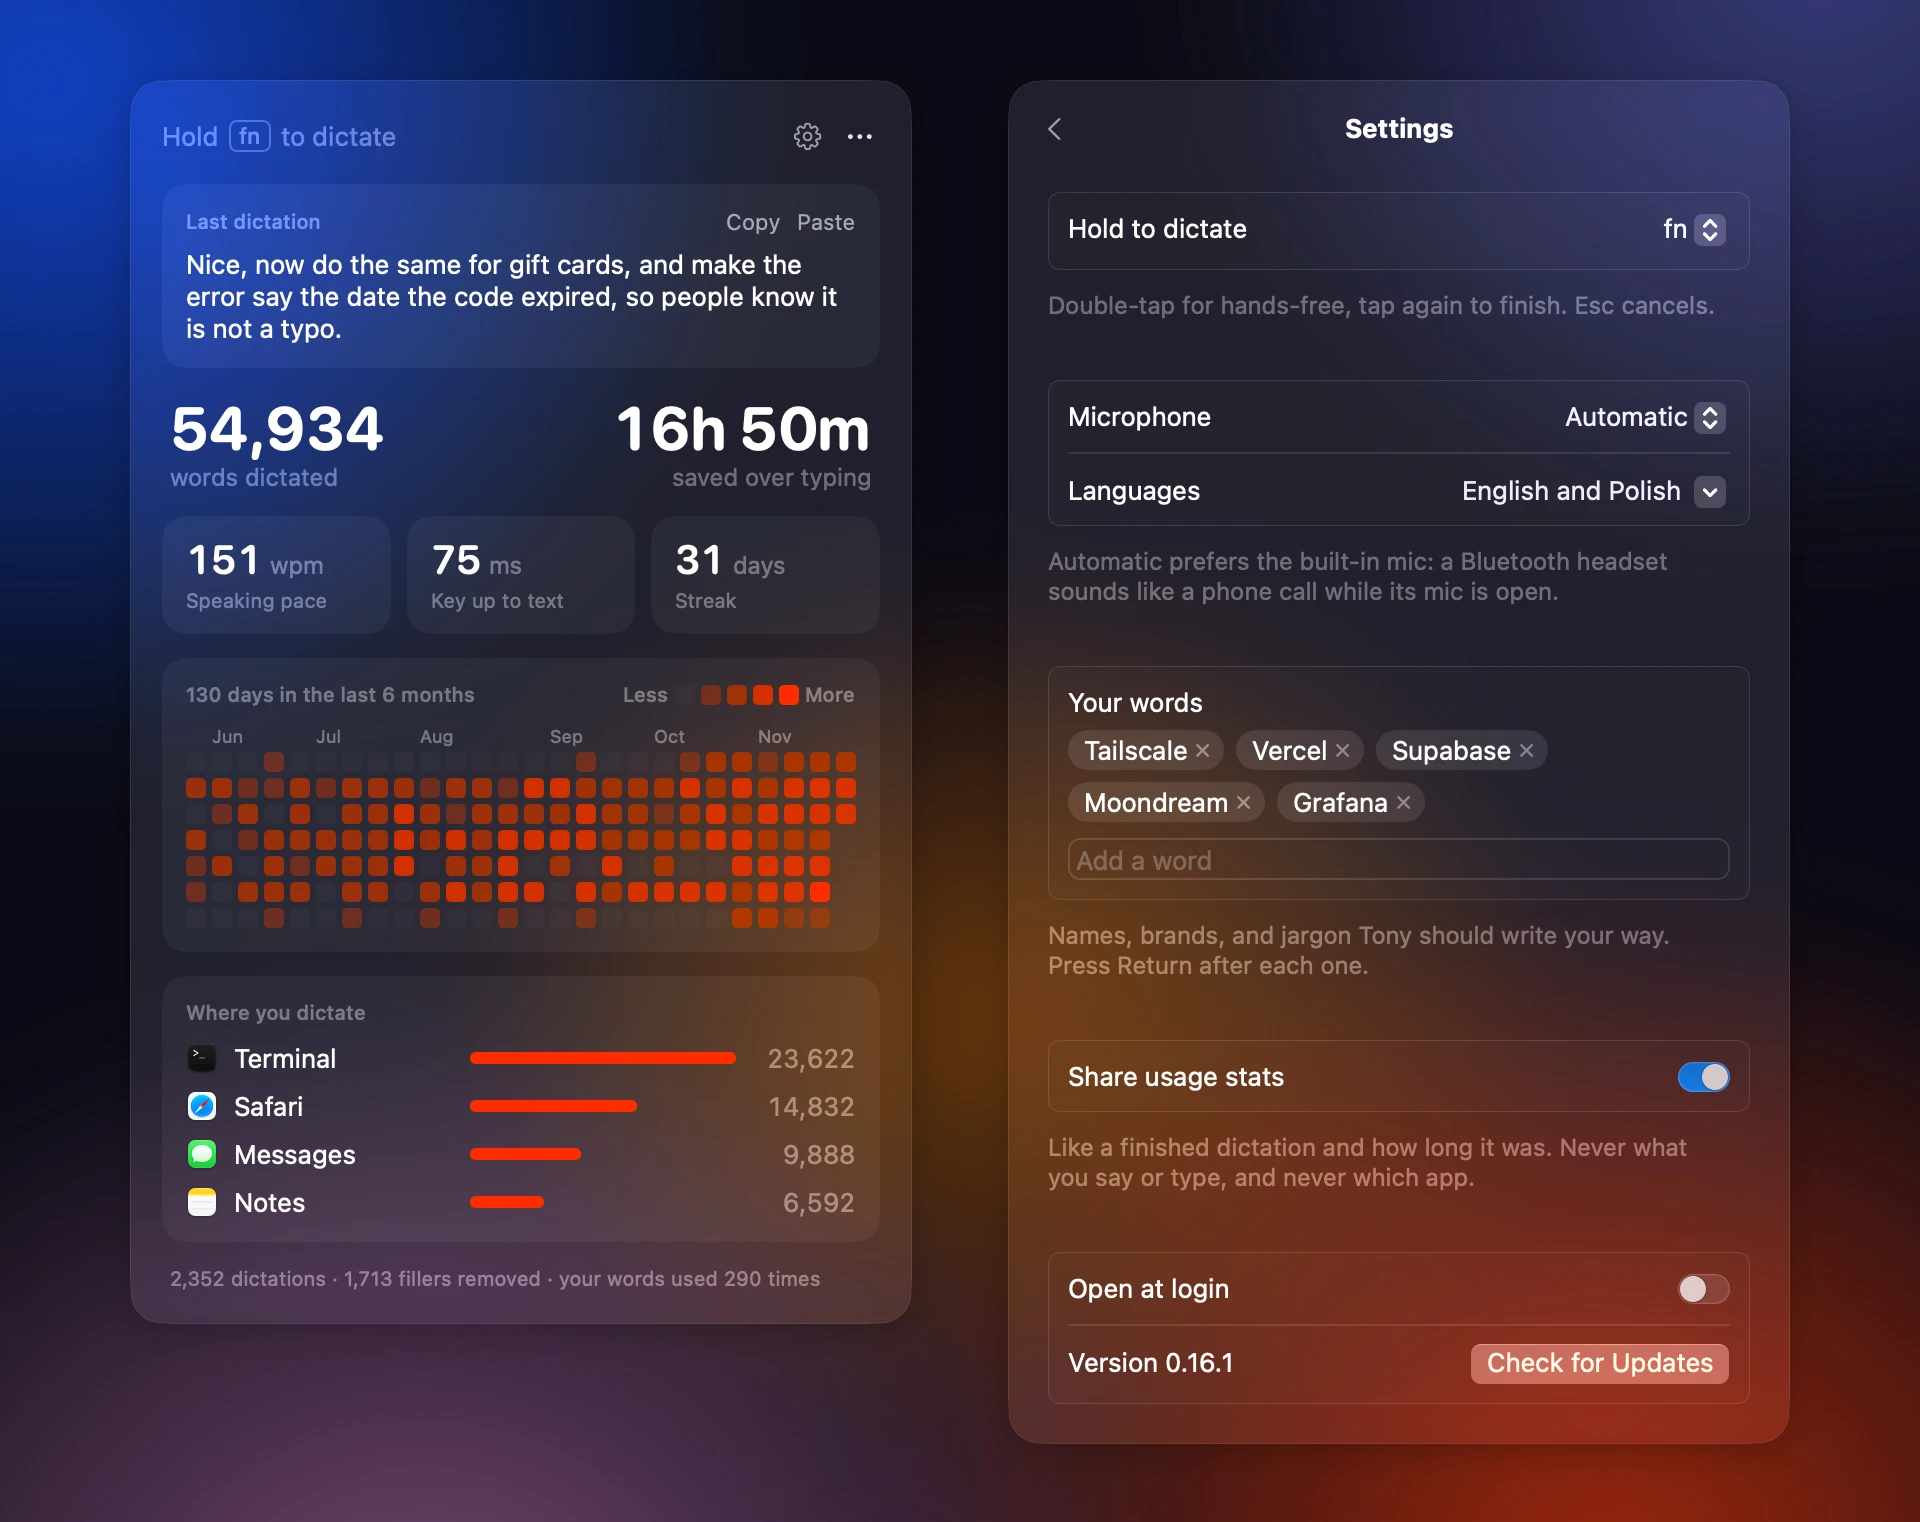 Hold fn to dictate
Last dictation
Copy Paste
Nice, now do the same for gift cards, and make the
error say the date the code expired, so people know it
is not a typo.
54,934
words dictated
16h 50m
saved over typing
151 wpm
Speaking pace
75 ms
Key up to text
31 days
Streak
130 days in the last 6 months
Less More
Jun Jul Aug Sep Oct Nov
Where you dictate
Terminal 23,622
Safari 14,832
Messages 9,888
Notes 6,592
2,352 dictations · 1,713 fillers removed · your words used 290 times
Settings
Hold to dictate fn
Double-tap for hands-free, tap again to finish. Esc cancels.
Microphone Automatic
Languages English and Polish
Automatic prefers the built-in mic: a Bluetooth headset
sounds like a phone call while its mic is open.
Your words
Tailscale × Vercel × Supabase ×
Moondream × Grafana ×
Add a word
Names, brands, and jargon Tony should write your way.
Press Return after each one.
Share usage stats
Like a finished dictation and how long it was. Never what
you say or type, and never which app.
Open at login
Version 0.16.1 Check for Updates